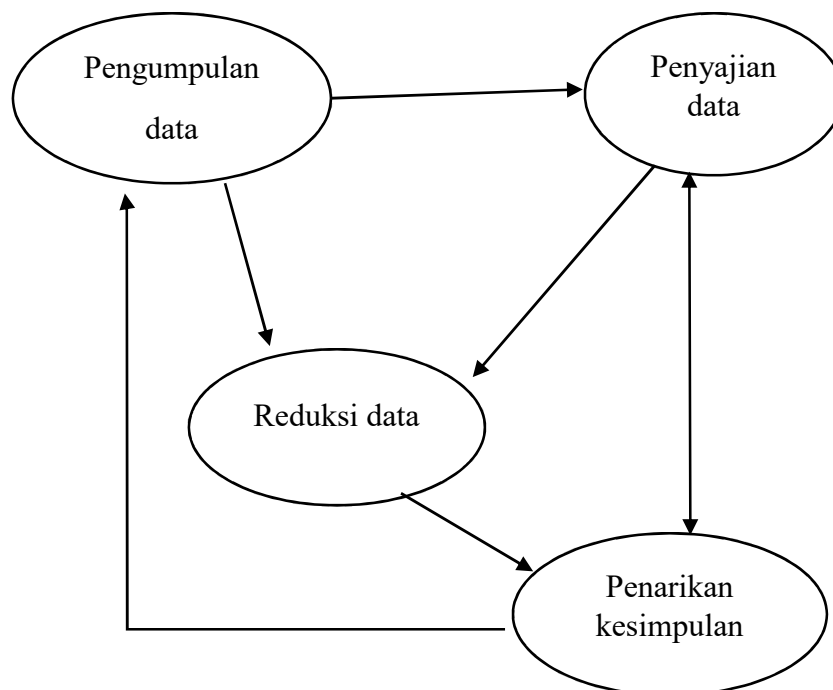 Pengumpulan
data
Penyajian
data
Reduksi data
Penarikan
kesimpulan